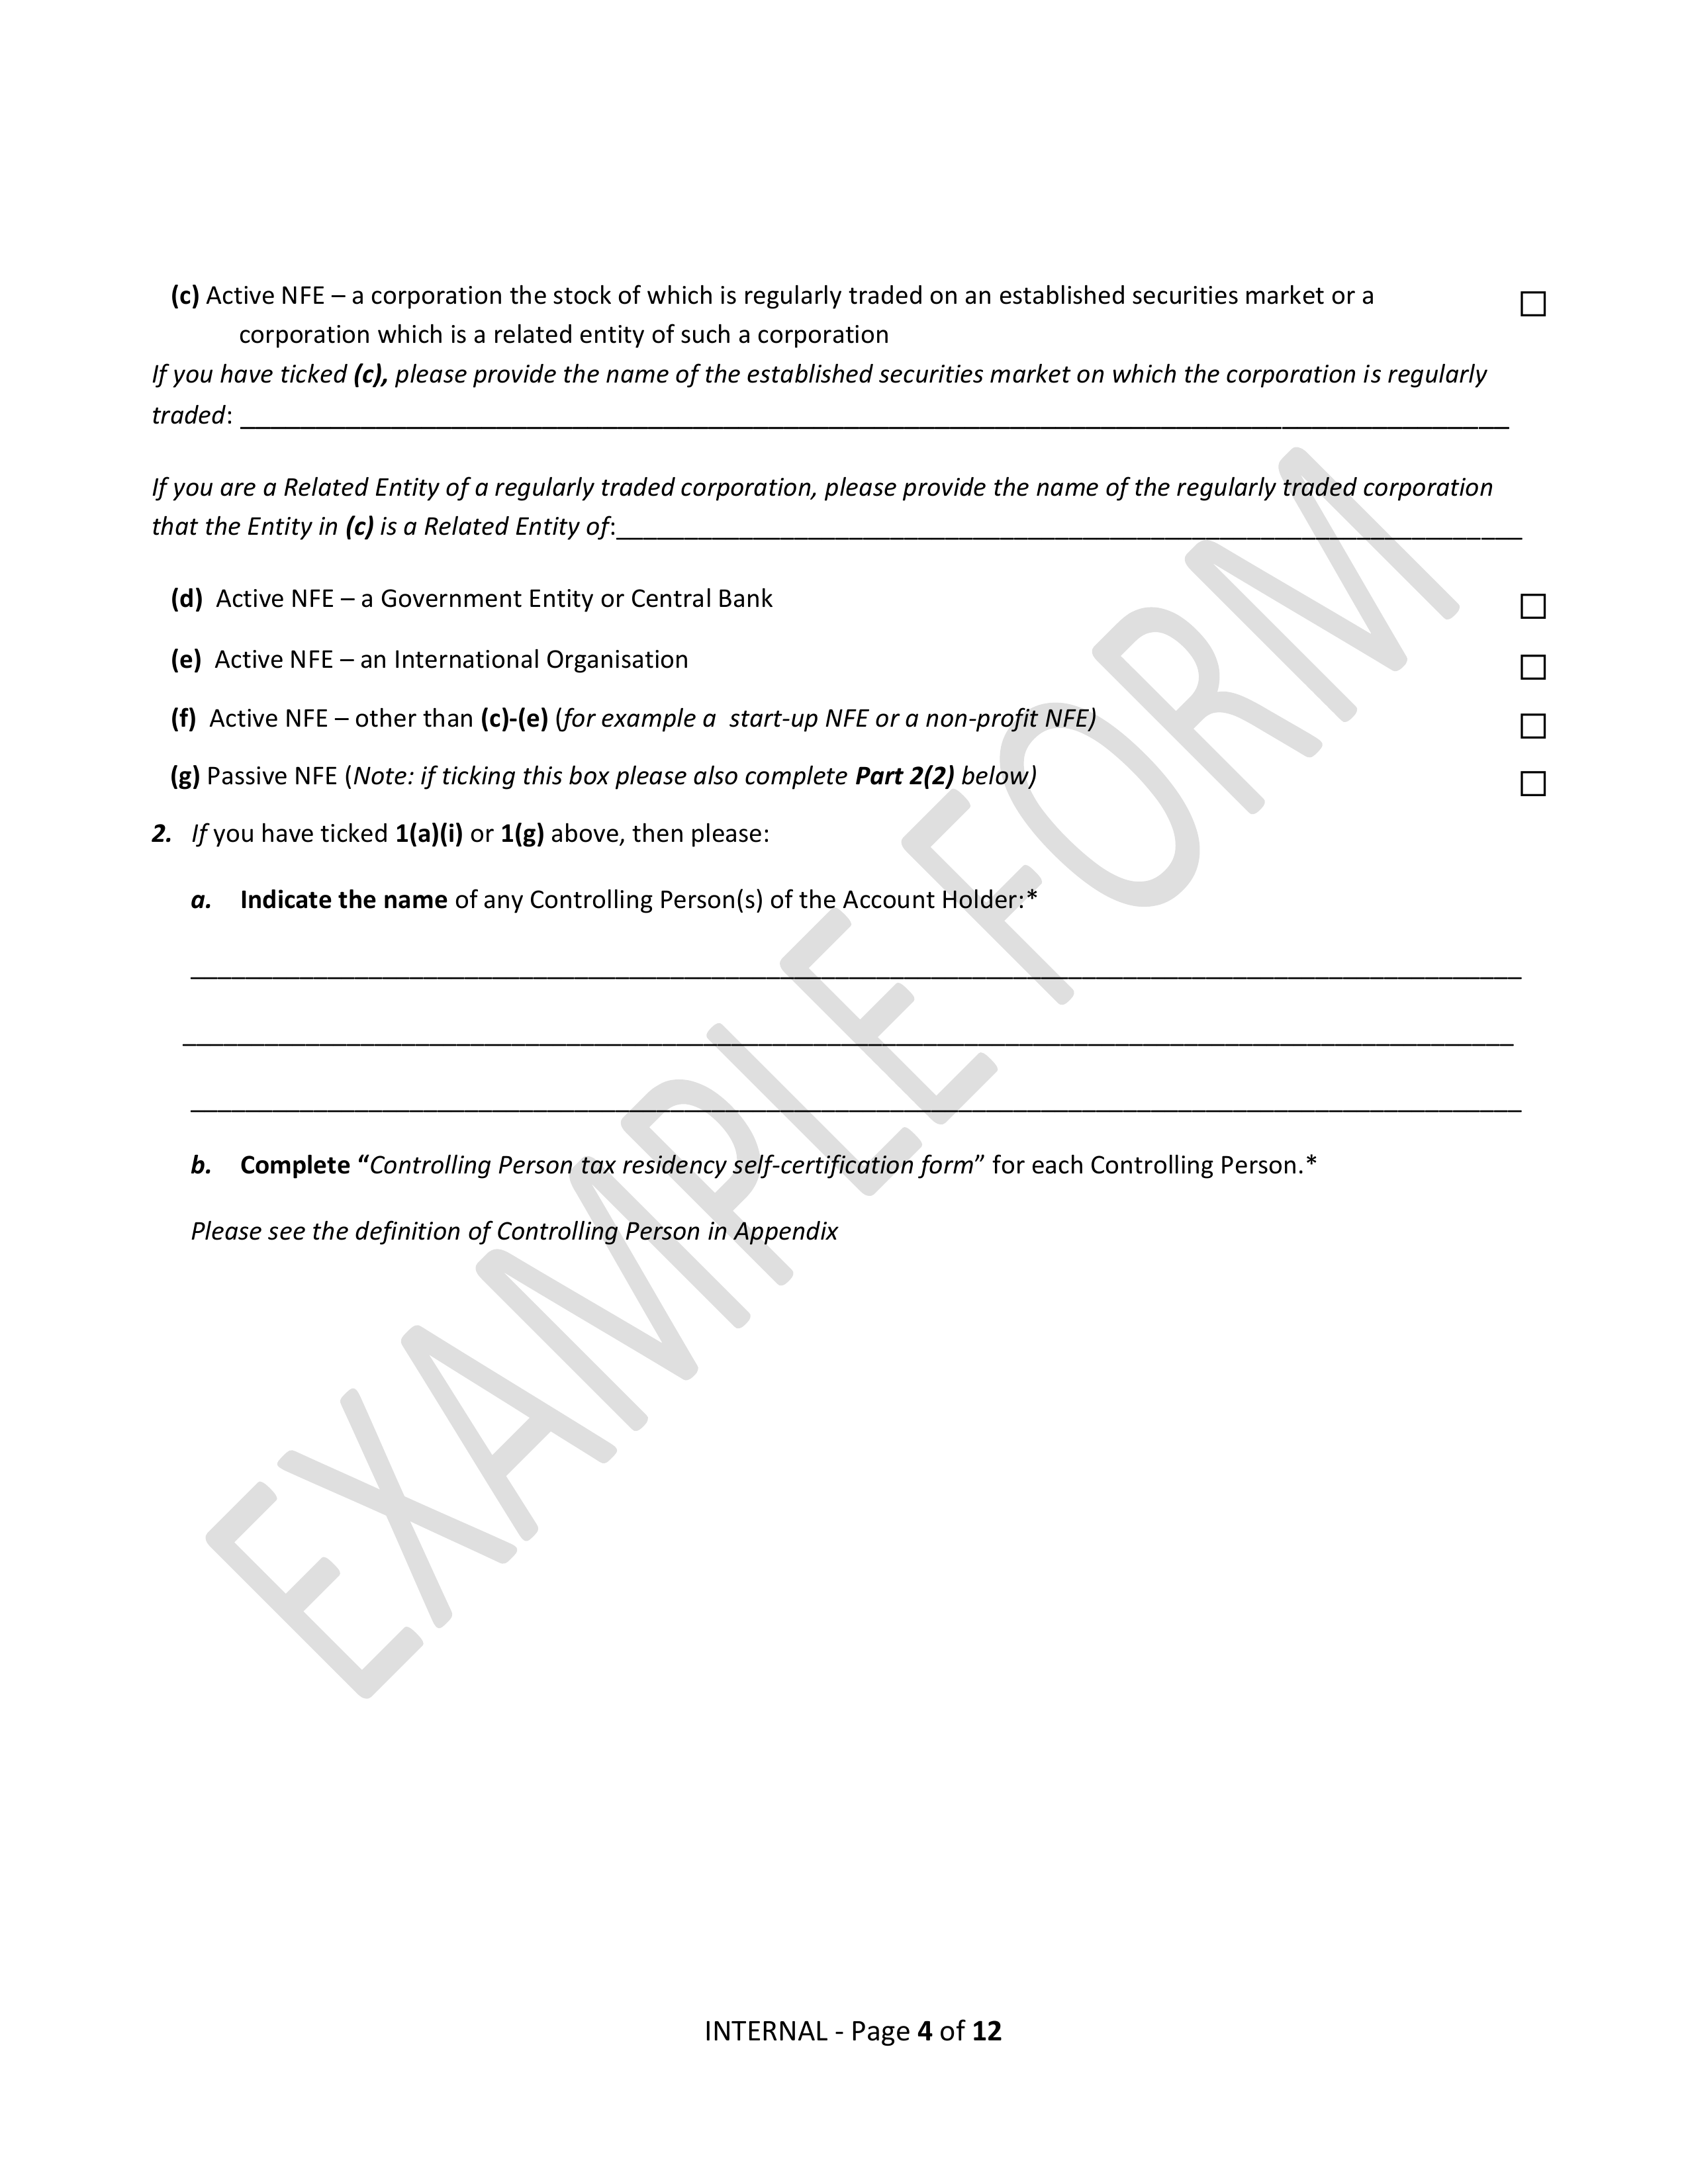 (c) Active NFE – a corporation the stock of which is regularly traded on an established securities market or a
corporation which is a related entity of such a corporation
If you have ticked (c), please provide the name of the established securities market on which the corporation is regularly
traded:
If you are a Related Entity of a regularly traded corporation, please provide the name of the regularly traded corporation
that the Entity in (c) is a Related Entity of:
(d) Active NFE – a Government Entity or Central Bank
(e) Active NFE – an International Organisation
(f) Active NFE – other than (c)-(e) (for example a start-up NFE or a non-profit NFE)
(g) Passive NFE (Note: if ticking this box please also complete Part 2(2) below)
2. If you have ticked 1(a)(i) or 1(g) above, then please:
a. Indicate the name of any Controlling Person(s) of the Account Holder:*
b. Complete “Controlling Person tax residency self-certification form” for each Controlling Person.*
Please see the definition of Controlling Person in Appendix
EXAMPLE FORM
INTERNAL - Page 4 of 12